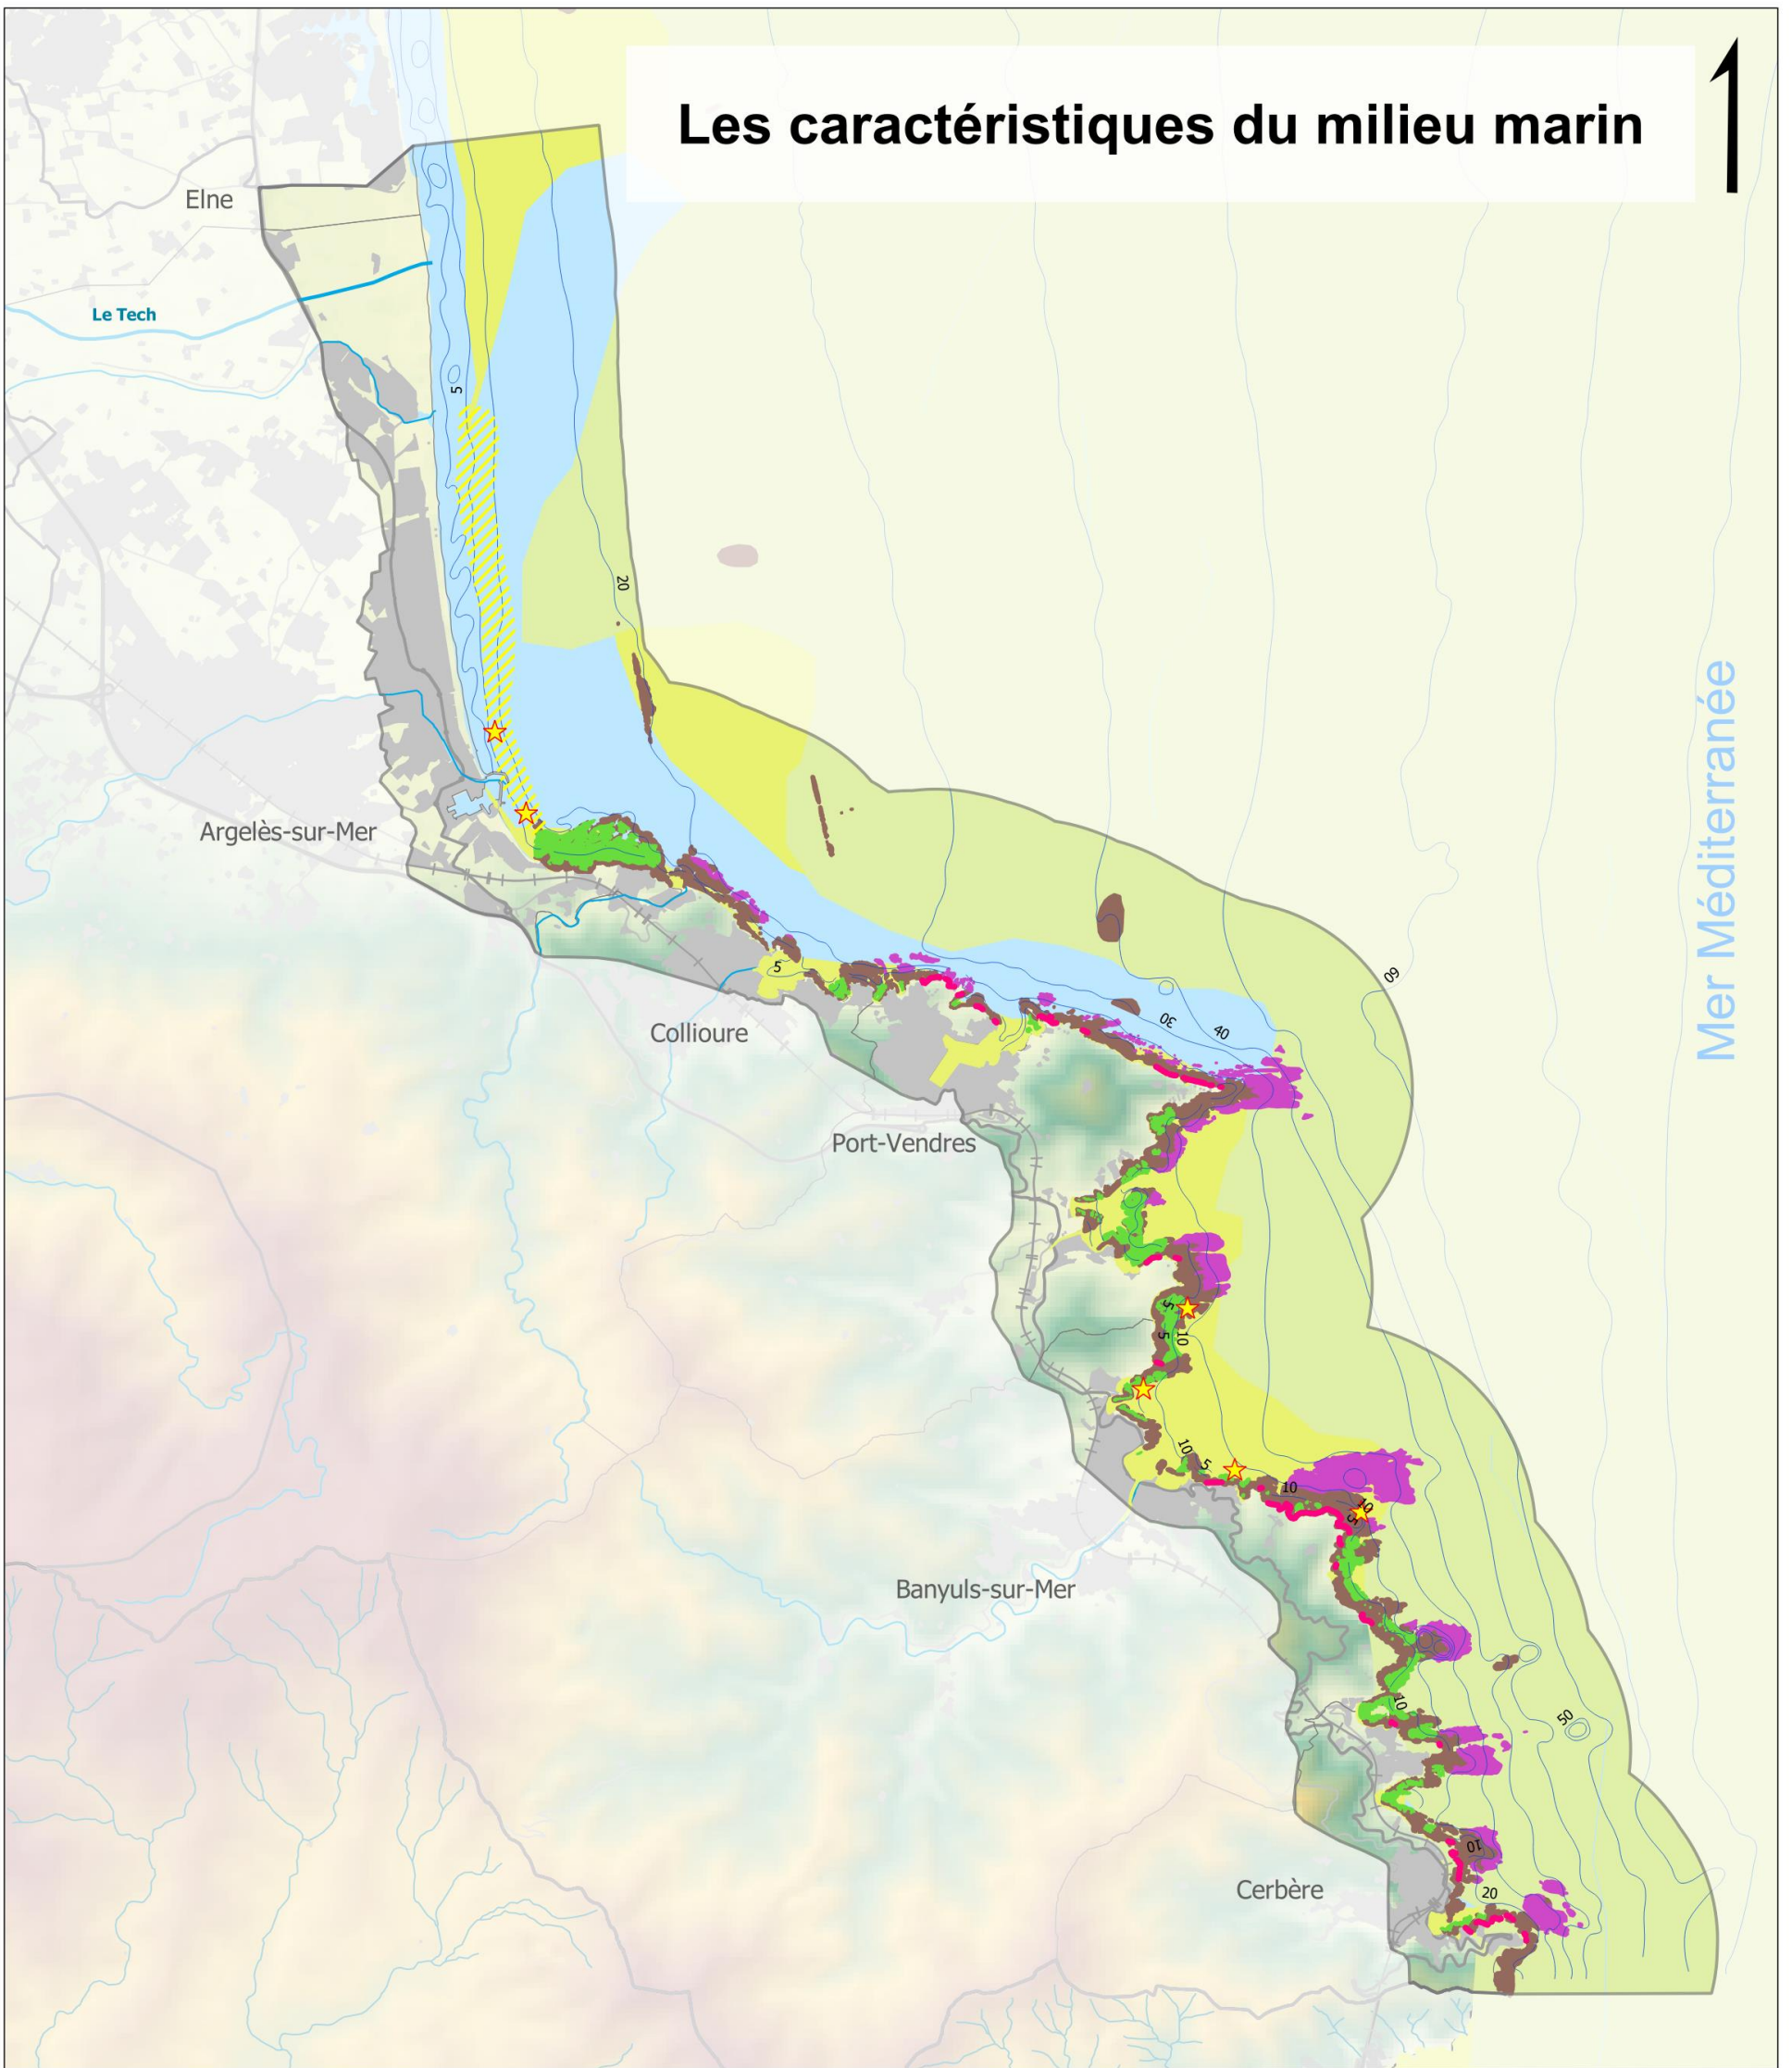 Les caractéristiques du milieu marin
Elne
Le Tech
5
20
Mer Méditerranée
Argelès-sur-Mer
5
60
Collioure
30
40
Port-Vendres
5
5
10
10
5
10
10
5
Banyuls-sur-Mer
10
50
10
Cerbère
20